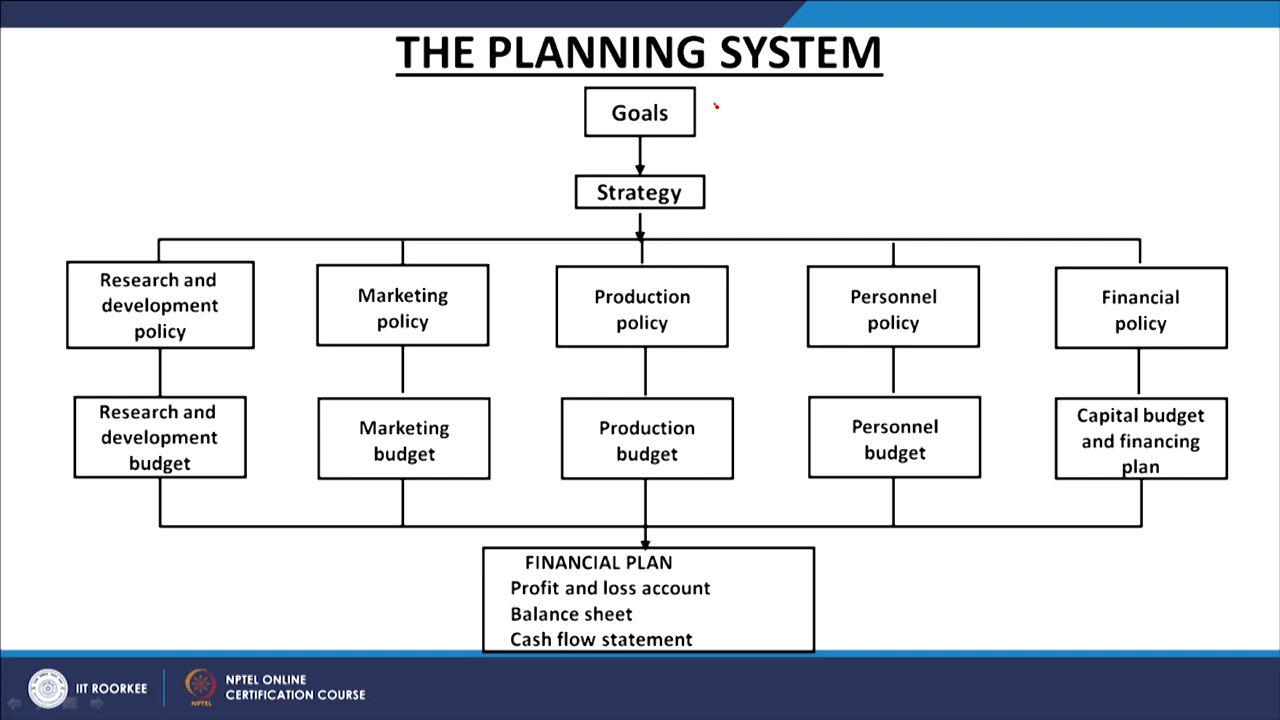 THE PLANNING SYSTEM
Goals
Strategy
Research and
development
policy
Marketing
policy
Production
policy
Personnel
policy
Financial
policy
Research and
development
budget
Marketing
budget
Production
budget
Personnel
budget
Capital budget
and financing
plan
FINANCIAL PLAN
Profit and loss account
Balance sheet
Cash flow statement
IIT ROORKEE
NPTEL
NPTEL ONLINE
CERTIFICATION COURSE